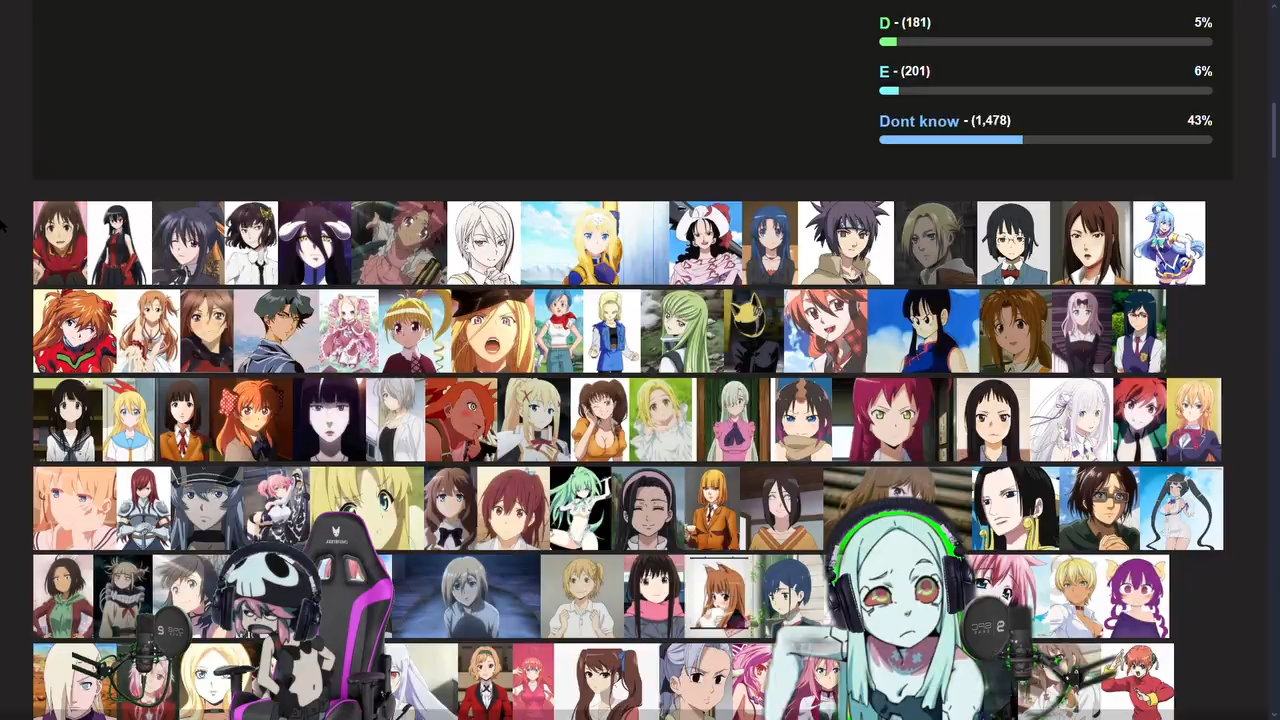 D - (181) 5%
E - (201) 6%
Dont know - (1,478) 43%